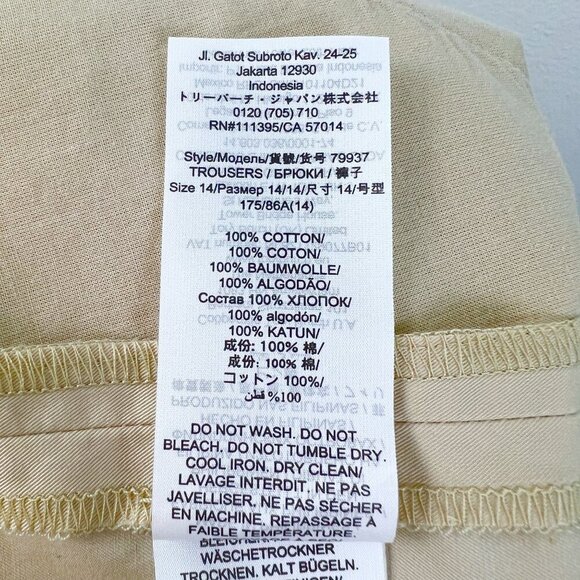 Jl. Gatot Subroto Kav. 24-25
Jakarta 12930
Indonesia
トリーバーチ・ジャパン株式会社
0120 (705) 710
RN#111395/CA 57014
Style/Модель/貨號/货号 79937
TROUSERS / БРЮКИ / 褲子
Size 14/Размер 14/14/尺寸 14/号型
175/86A(14)
100% COTTON/
100% COTON/
100% BAUMWOLLE/
100% ALGODÃO/
Состав 100% ХЛОПОК/
100% algodón/
100% KATUN/
成份: 100% 棉/
成份: 100% 棉/
コットン 100%/
100% قطن
DO NOT WASH. DO NOT
BLEACH. DO NOT TUMBLE DRY.
COOL IRON. DRY CLEAN/
LAVAGE INTERDIT. NE PAS
JAVELLISER. NE PAS SÉCHER
EN MACHINE. REPASSAGE À
FAIBLE TEMPÉRATURE.
WÄSCHETROCKNER
TROCKNEN. KALT BÜGELN.